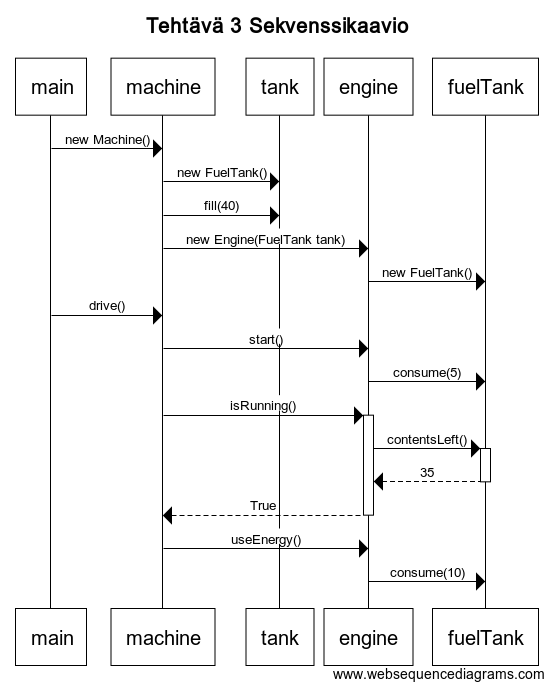 Tehtävä 3 Sekvenssikaavio
main machine tank engine fuelTank
new Machine()
new FuelTank()
fill(40)
new Engine(FuelTank tank)
new FuelTank()
drive()
start()
consume(5)
isRunning()
contentsLeft()
35
True
useEnergy()
consume(10)
main machine tank engine fuelTank
www.websequencediagrams.com